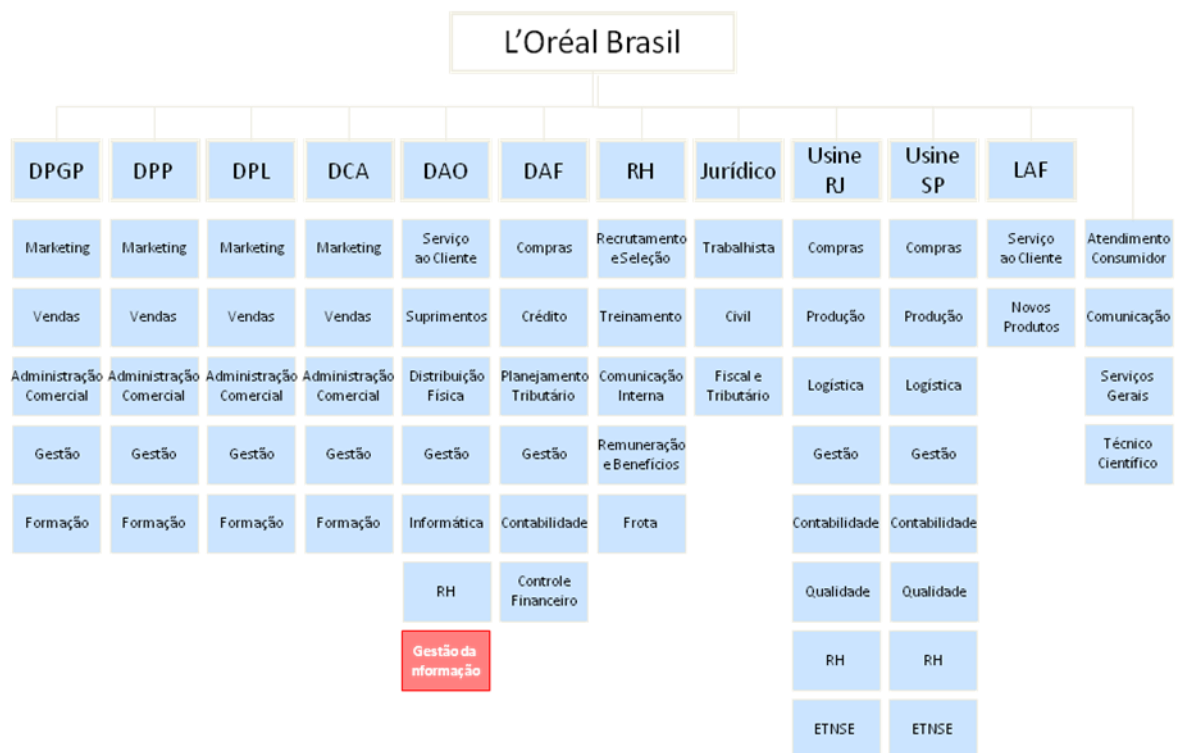 L'Oréal Brasil
DPGP
Marketing
Vendas
Administração
Comercial
Gestão
Formação
DPP
Marketing
Vendas
Administração
Comercial
Gestão
Formação
DPL
Marketing
Vendas
Administração
Comercial
Gestão
Formação
DCA
Marketing
Vendas
Administração
Comercial
Gestão
Formação
DAO
Serviço
ao Cliente
Suprimentos
Distribuição
Física
Gestão
Informática
RH
Gestão da
nformação
DAF
Compras
Crédito
Planejamento
Tributário
Gestão
Contabilidade
Controle
Financeiro
RH
Recrutamento
e Seleção
Treinamento
Comunicação
Interna
Remuneração
e Benefícios
Frota
Jurídico
Trabalhista
Civil
Fiscal e
Tributário
Usine
RJ
Compras
Produção
Logística
Gestão
Contabilidade
Qualidade
RH
ETNSE
Usine
SP
Compras
Produção
Logística
Gestão
Contabilidade
Qualidade
RH
ETNSE
LAF
Serviço
ao Cliente
Novos
Produtos
Atendimento
Consumidor
Comunicação
Serviços
Gerais
Técnico
Científico